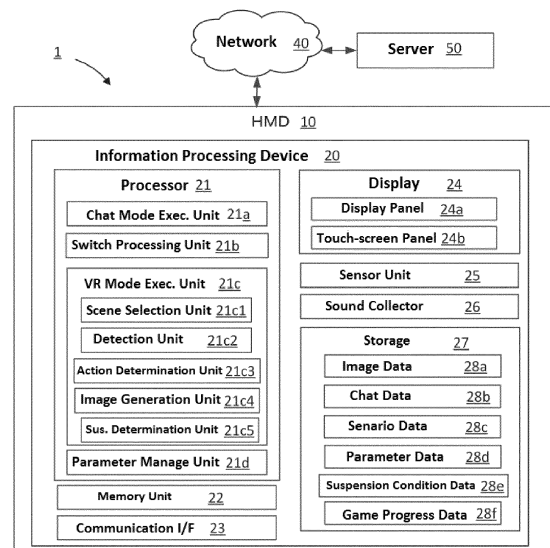 Network 40
Server 50
1
HMD 10
Information Processing Device 20
Processor 21
Chat Mode Exec. Unit 21a
Switch Processing Unit 21b
VR Mode Exec. Unit 21c
Scene Selection Unit 21c1
Detection Unit 21c2
Action Determination Unit 21c3
Image Generation Unit 21c4
Sus. Determination Unit 21c5
Parameter Manage Unit 21d
Memory Unit 22
Communication I/F 23
Display 24
Display Panel 24a
Touch-screen Panel 24b
Sensor Unit 25
Sound Collector 26
Storage 27
Image Data 28a
Chat Data 28b
Senario Data 28c
Parameter Data 28d
Suspension Condition Data 28e
Game Progress Data 28f